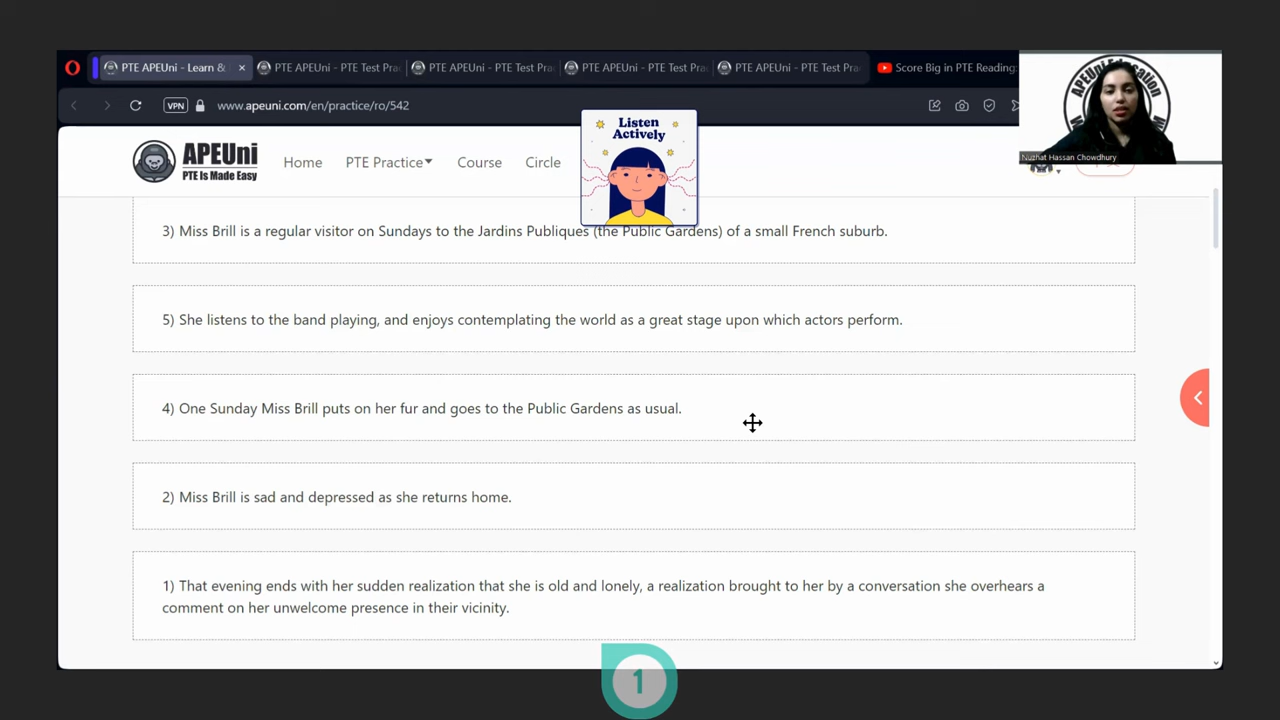 PTE APEUni - Learn &
PTE APEUni - PTE Test Pra
PTE APEUni - PTE Test Pra
PTE APEUni - PTE Test Pra
PTE APEUni - PTE Test Pra
Score Big in PTE Reading:
VPN
www.apeuni.com/en/practice/ro/542
Nuzhat Hassan Chowdhury
APEUni
PTE Is Made Easy
Home
PTE Practice
Course
Circle
Listen
Actively
3) Miss Brill is a regular visitor on Sundays to the Jardins Publiques (the Public Gardens) of a small French suburb.
5) She listens to the band playing, and enjoys contemplating the world as a great stage upon which actors perform.
4) One Sunday Miss Brill puts on her fur and goes to the Public Gardens as usual.
2) Miss Brill is sad and depressed as she returns home.
1) That evening ends with her sudden realization that she is old and lonely, a realization brought to her by a conversation she overhears a
comment on her unwelcome presence in their vicinity.
1